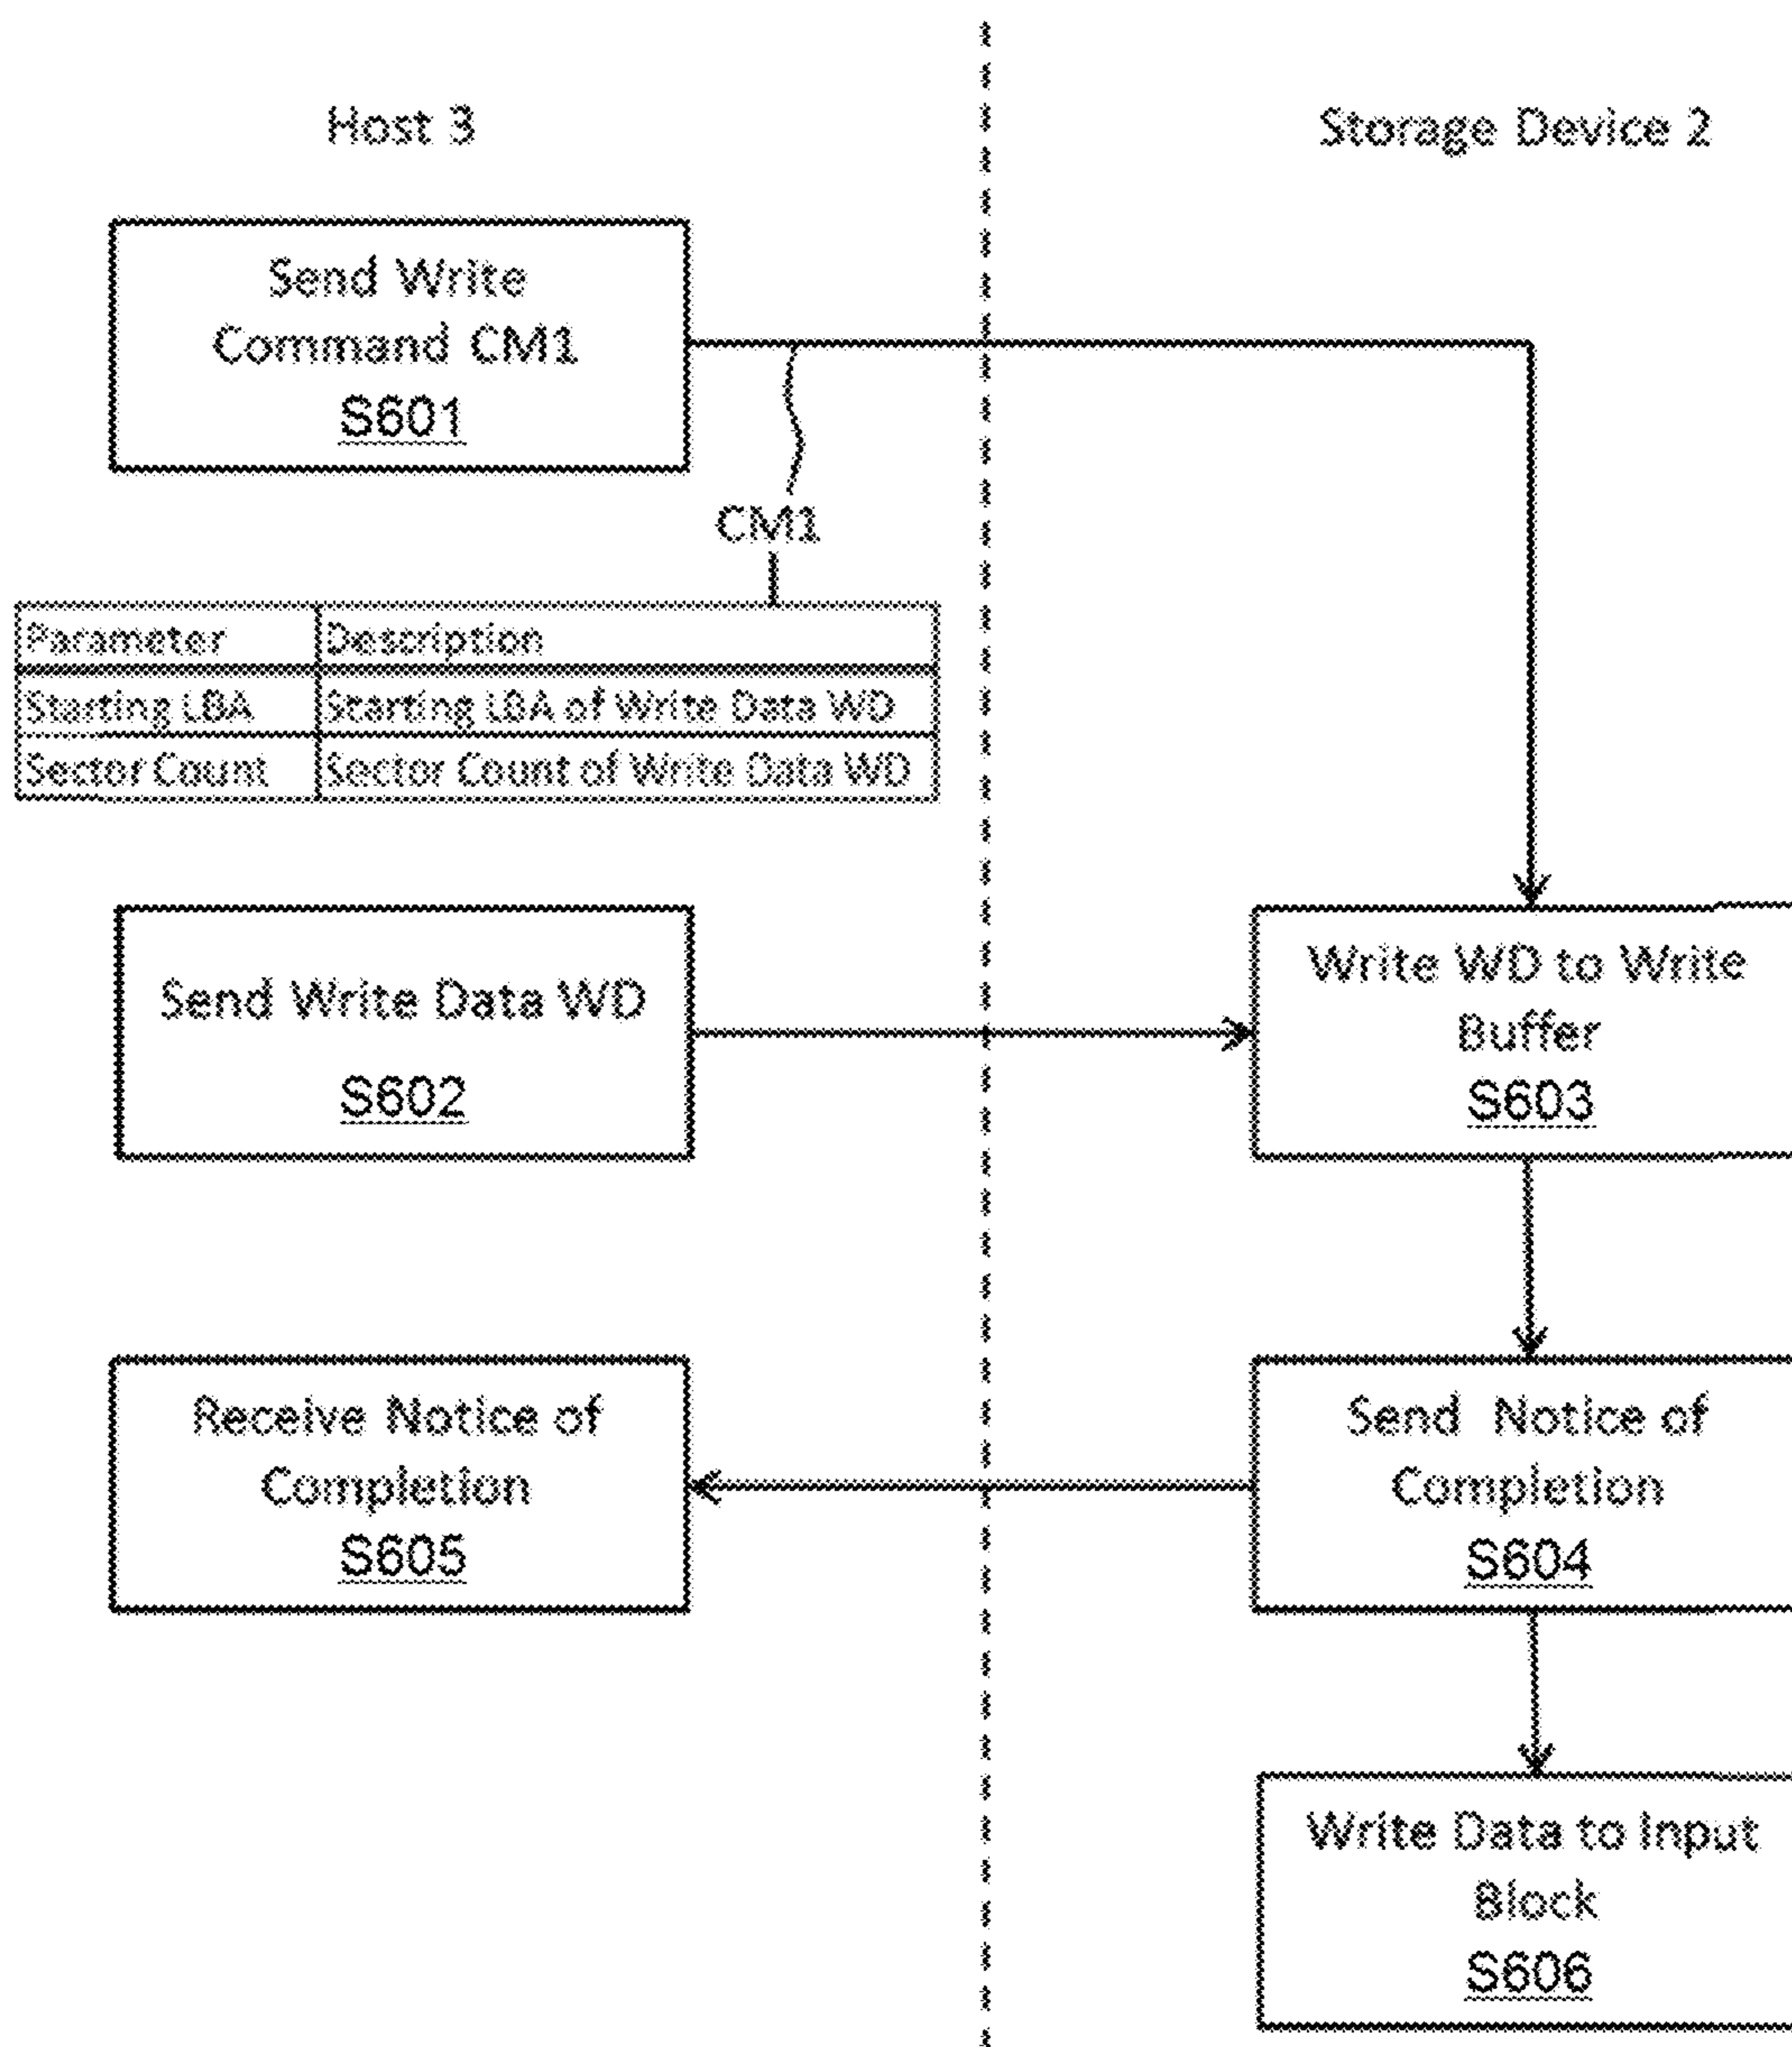 Host 3
Storage Device 2
Send Write
Command CM1
S601
CM1
Parameter Description
Starting LBA Starting LBA of Write Data WD
Sector Count Sector Count of Write Data WD
Send Write Data WD
S602
Write WD to Write
Buffer
S603
Receive Notice of
Completion
S605
Send Notice of
Completion
S604
Write Data to Input
Block
S606